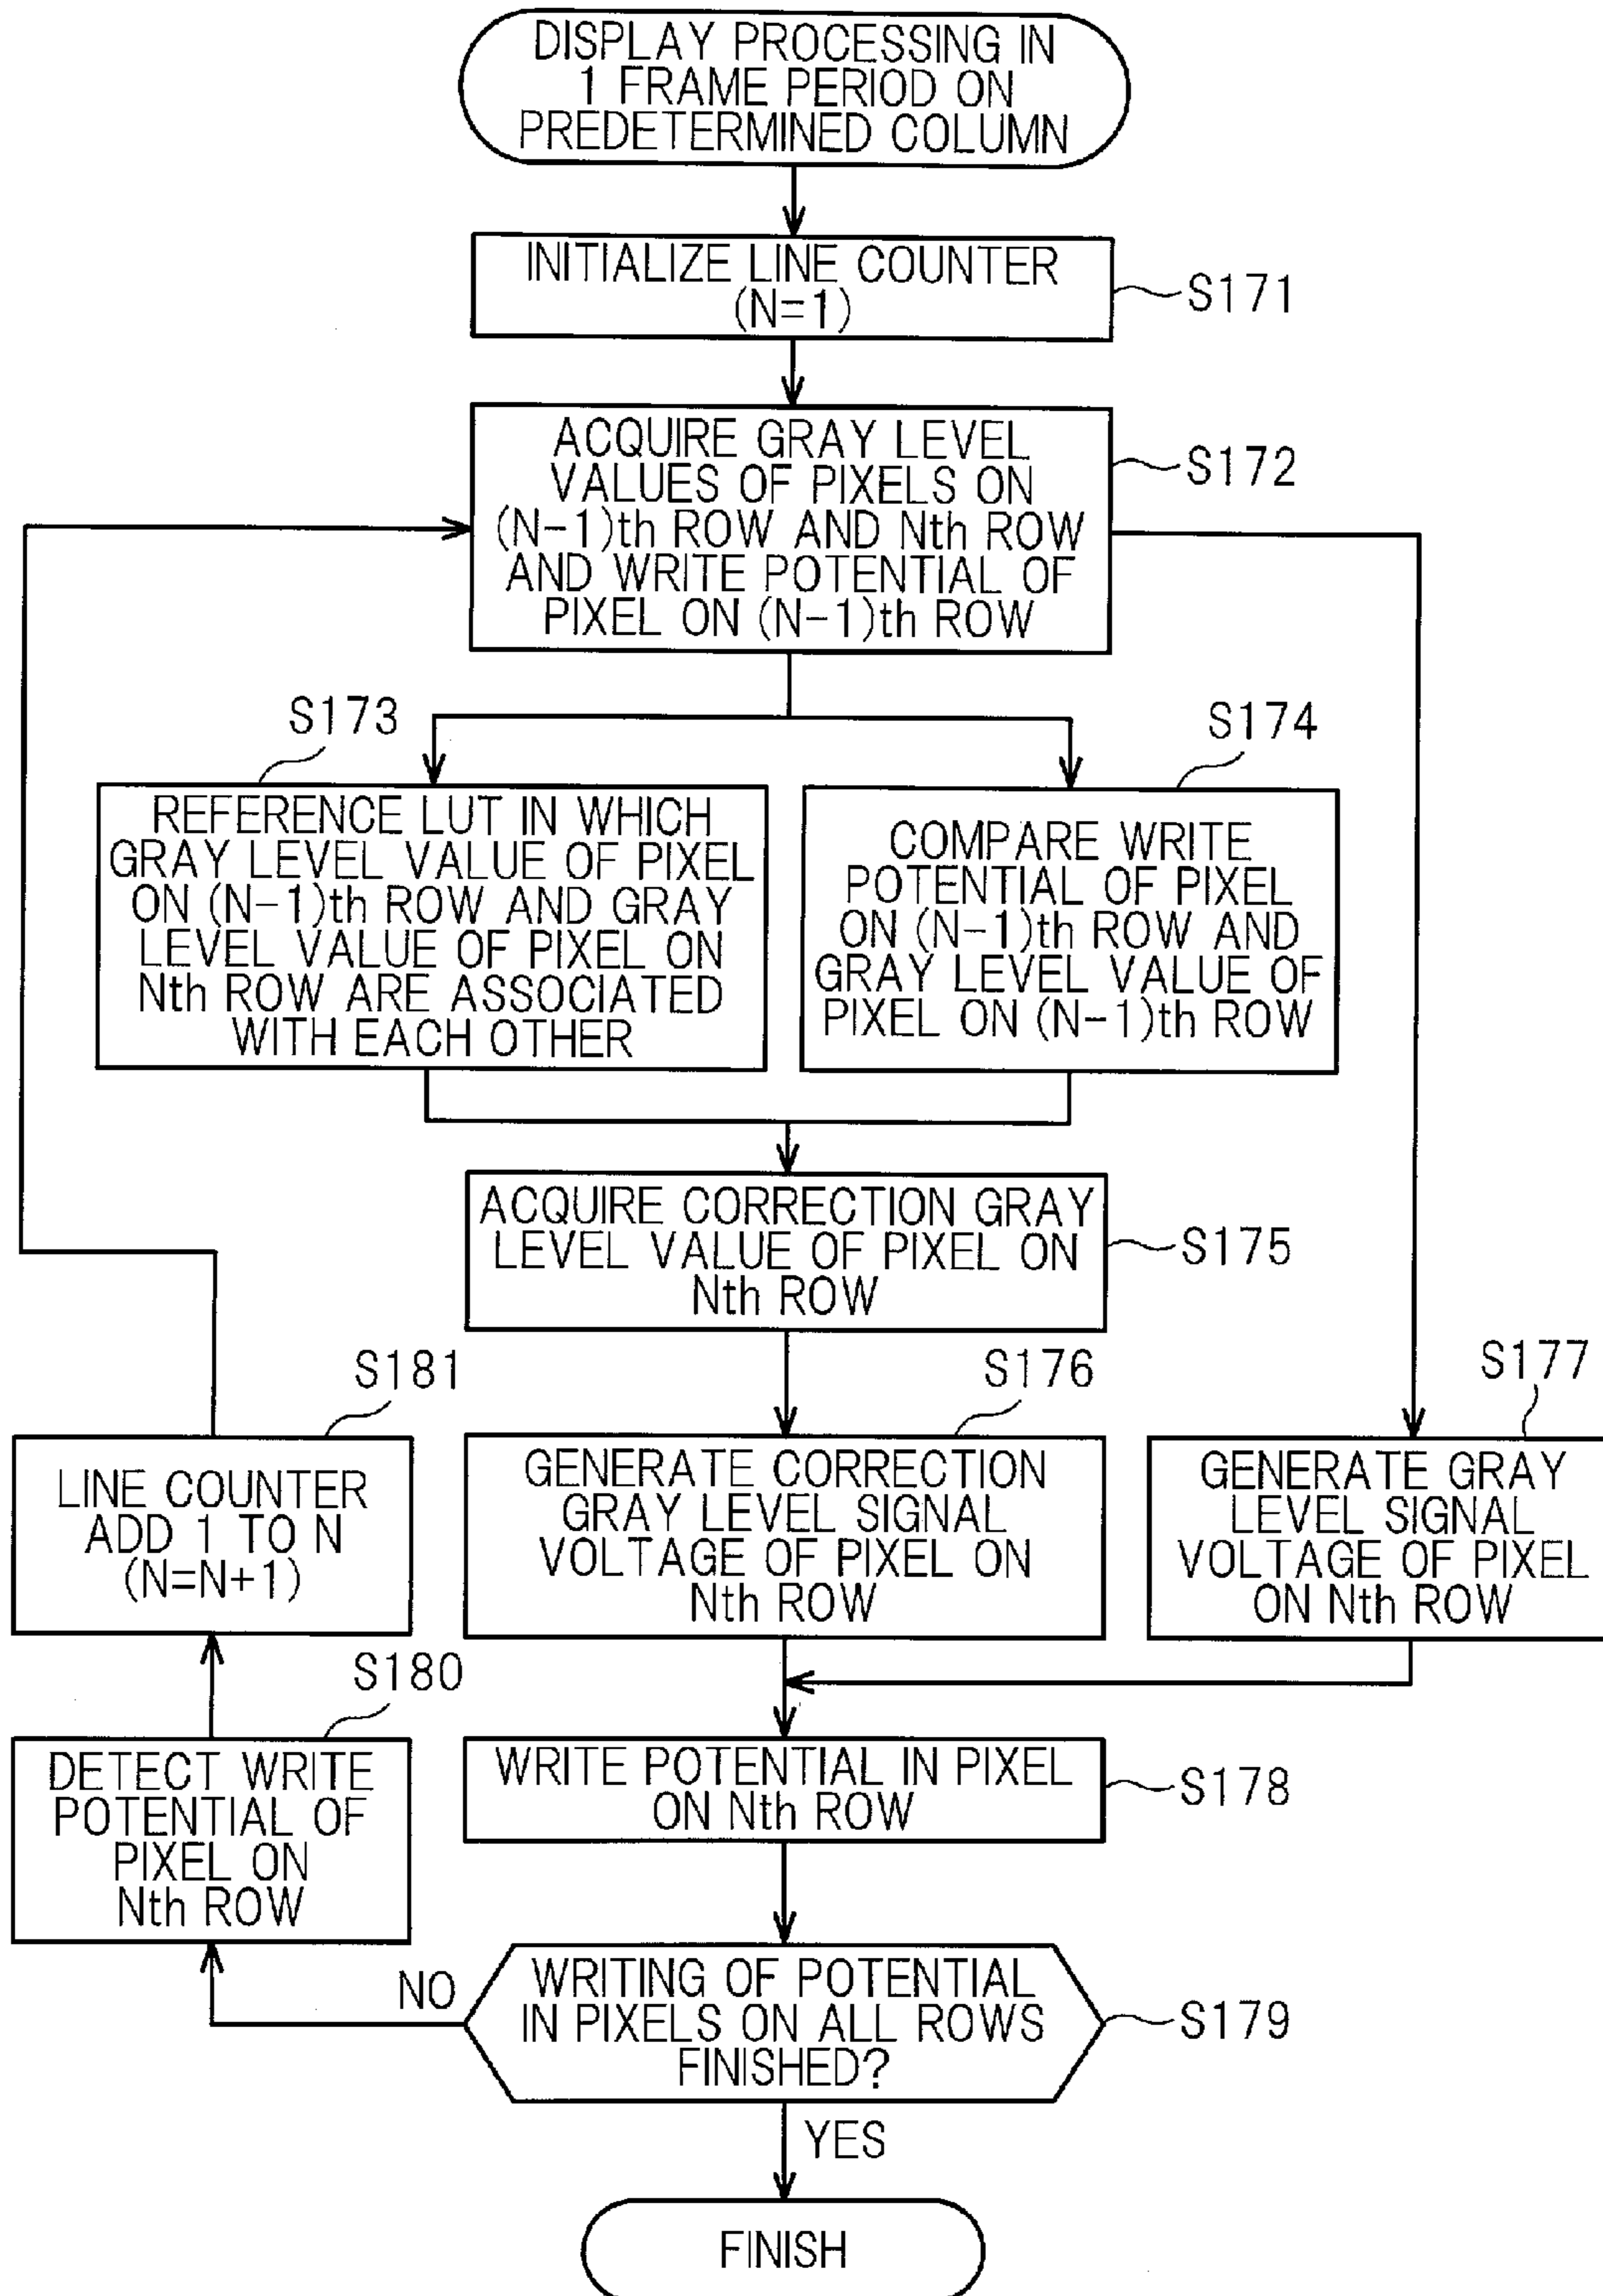 DISPLAY PROCESSING IN
1 FRAME PERIOD ON
PREDETERMINED COLUMN
INITIALIZE LINE COUNTER
(N=1)
S171
ACQUIRE GRAY LEVEL
VALUES OF PIXELS ON
(N-1)th ROW AND Nth ROW
AND WRITE POTENTIAL OF
PIXEL ON (N-1)th ROW
S172
S173
REFERENCE LUT IN WHICH
GRAY LEVEL VALUE OF PIXEL
ON (N-1)th ROW AND GRAY
LEVEL VALUE OF PIXEL ON
Nth ROW ARE ASSOCIATED
WITH EACH OTHER
S174
COMPARE WRITE
POTENTIAL OF PIXEL
ON (N-1)th ROW AND
GRAY LEVEL VALUE OF
PIXEL ON (N-1)th ROW
ACQUIRE CORRECTION GRAY
LEVEL VALUE OF PIXEL ON
Nth ROW
S175
S176
GENERATE CORRECTION
GRAY LEVEL SIGNAL
VOLTAGE OF PIXEL ON
Nth ROW
S177
GENERATE GRAY
LEVEL SIGNAL
VOLTAGE OF PIXEL
ON Nth ROW
WRITE POTENTIAL IN PIXEL
ON Nth ROW
S178
WRITING OF POTENTIAL
IN PIXELS ON ALL ROWS
FINISHED?
S179
NO
S180
DETECT WRITE
POTENTIAL OF
PIXEL ON
Nth ROW
S181
LINE COUNTER
ADD 1 TO N
(N=N+1)
YES
FINISH